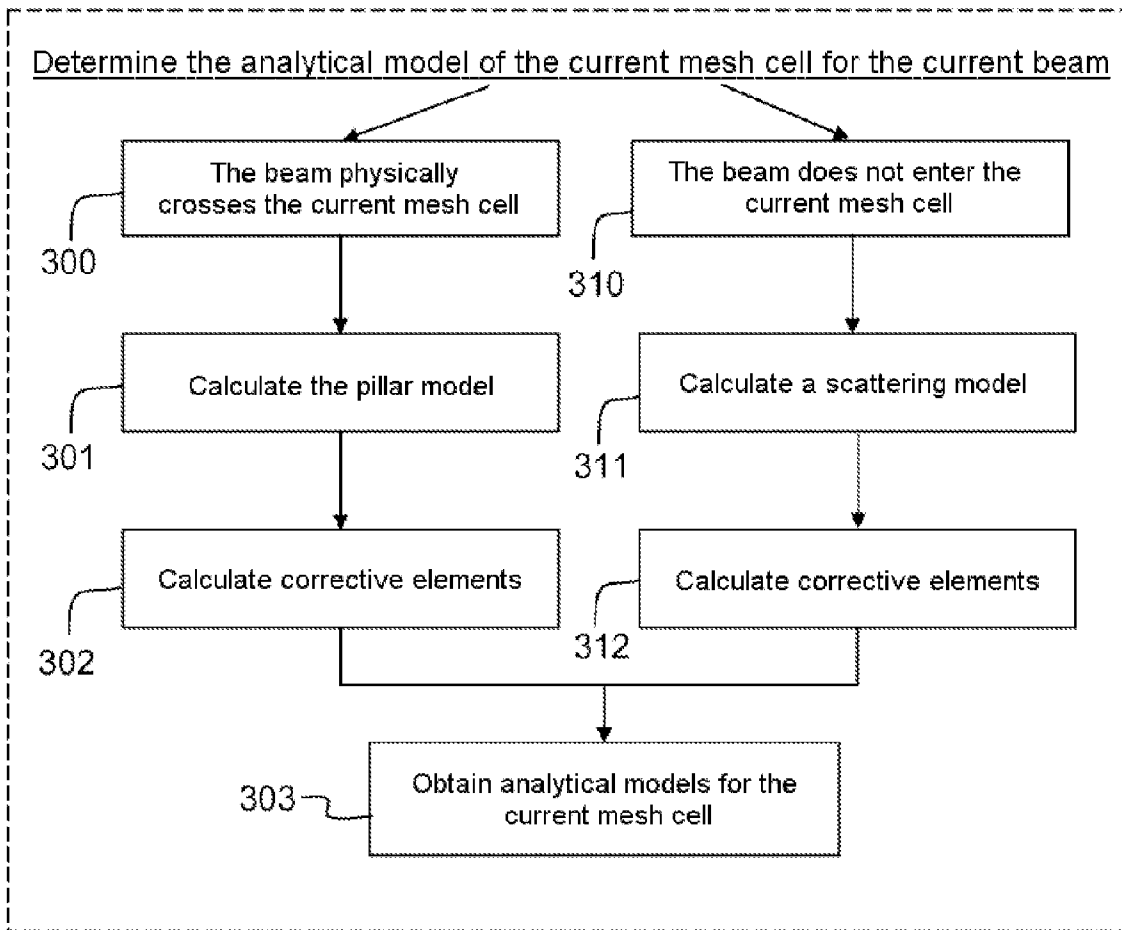 Determine the analytical model of the current mesh cell for the current beam
The beam physically
crosses the current mesh cell
300
The beam does not enter the
current mesh cell
310
Calculate the pillar model
301
Calculate a scattering model
311
Calculate corrective elements
302
Calculate corrective elements
312
Obtain analytical models for the
current mesh cell
303